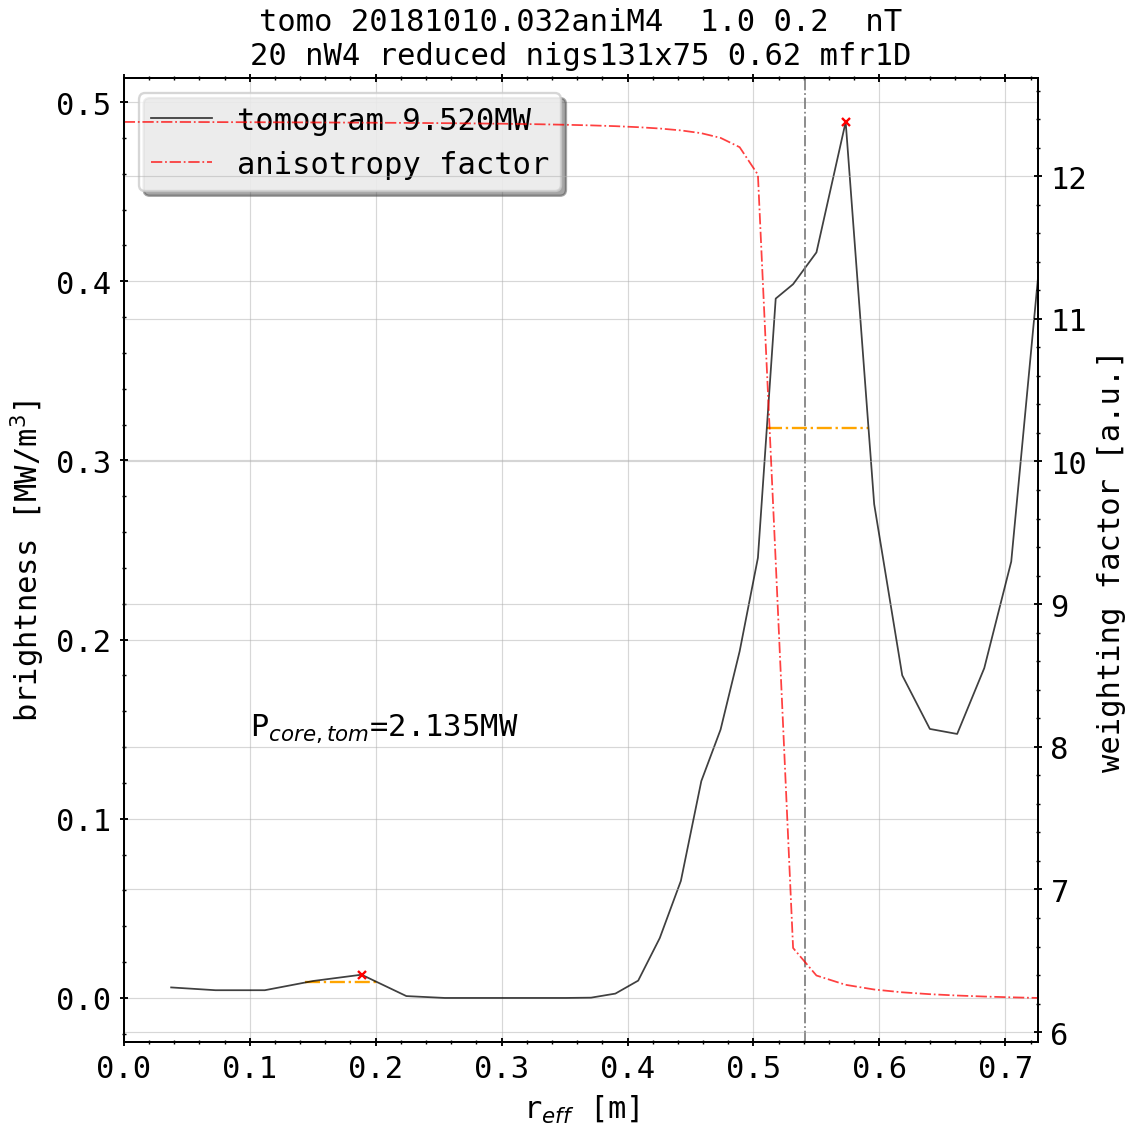 tomo 20181010.032aniM4  1.0 0.2  nT
20 nW4 reduced nigs131x75 0.62 mfr1D
tomogram 9.520MW
anisotropy factor
0.5
0.4
0.3
0.2
0.1
0.0
brightness [MW/m³]
P_core,tom=2.135MW
12
11
10
9
8
7
6
weighting factor [a.u.]
0.0 0.1 0.2 0.3 0.4 0.5 0.6 0.7
r_eff [m]